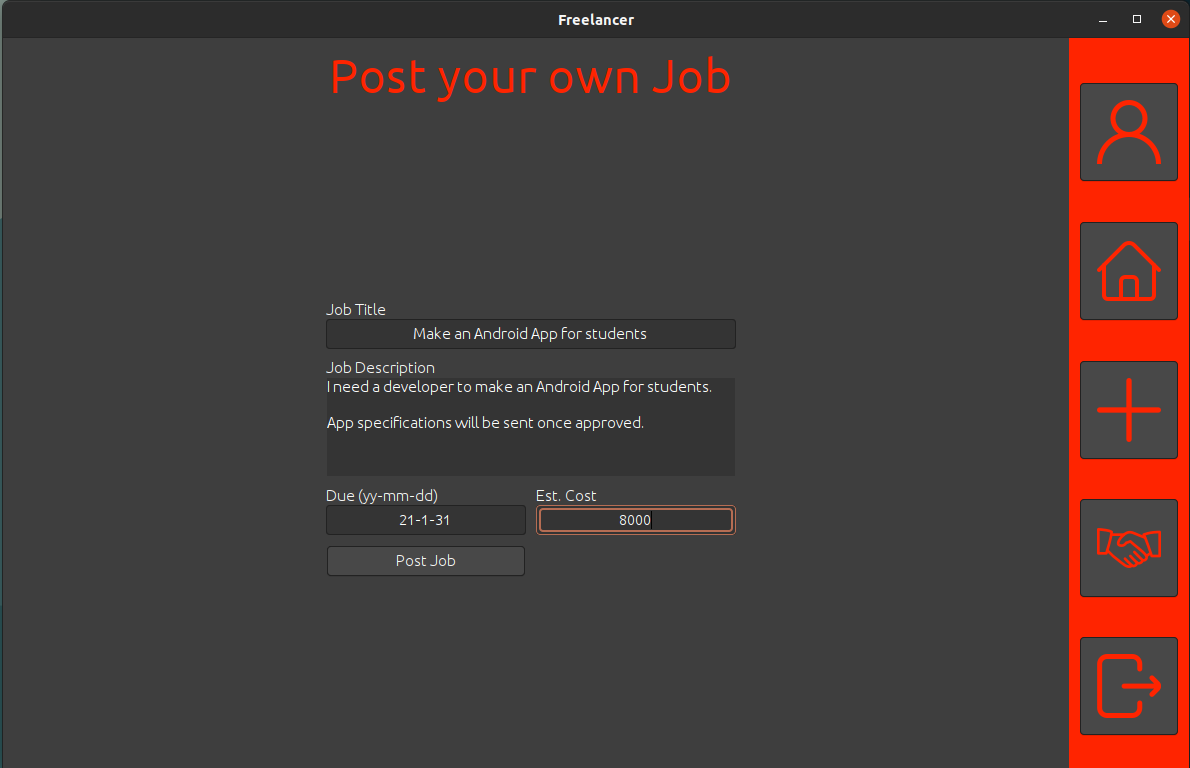 Freelancer
Post your own Job
Job Title
Make an Android App for students
Job Description
I need a developer to make an Android App for students.
App specifications will be sent once approved.
Due (yy-mm-dd)
Est. Cost
21-1-31
8000
Post Job